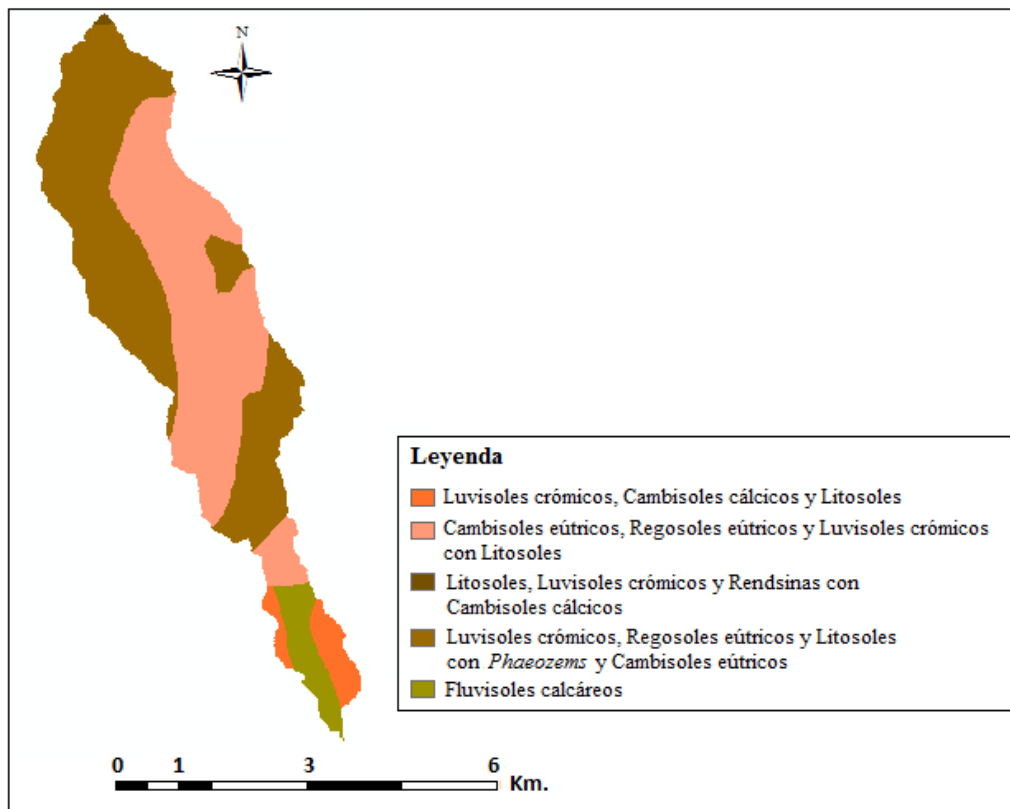 N
Leyenda
Luvisoles crómicos, Cambisoles cálcicos y Litosoles
Cambisoles eútricos, Regosoles eútricos y Luvisoles crómicos
con Litosoles
Litosoles, Luvisoles crómicos y Rendsinas con
Cambisoles cálcicos
Luvisoles crómicos, Regosoles eútricos y Litosoles
con Phaeozems y Cambisoles eútricos
Fluvisoles calcáreos
0 1 3 6
Km.